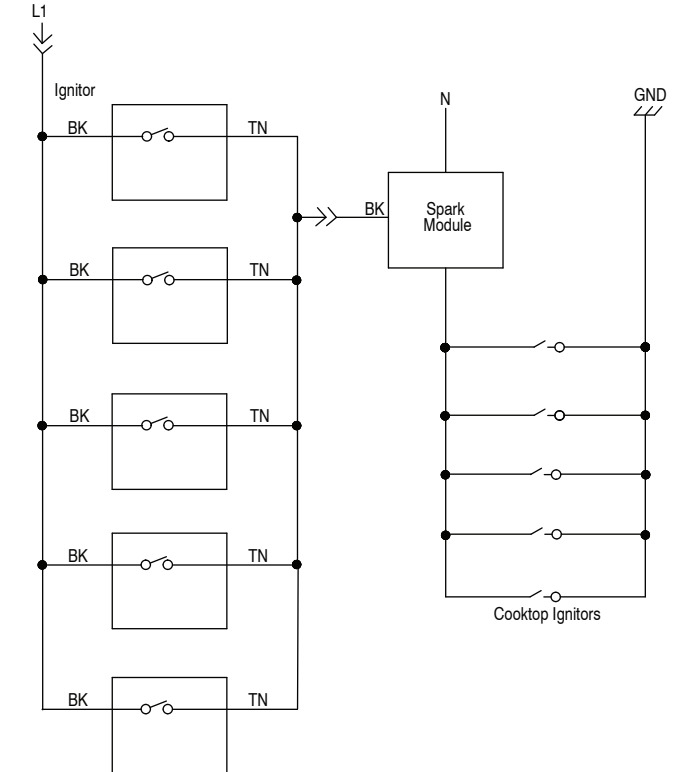 L1
Ignitor
BK
TN
BK
TN
BK
TN
BK
TN
BK
TN
BK
N
Spark
Module
GND
Cooktop Ignitors